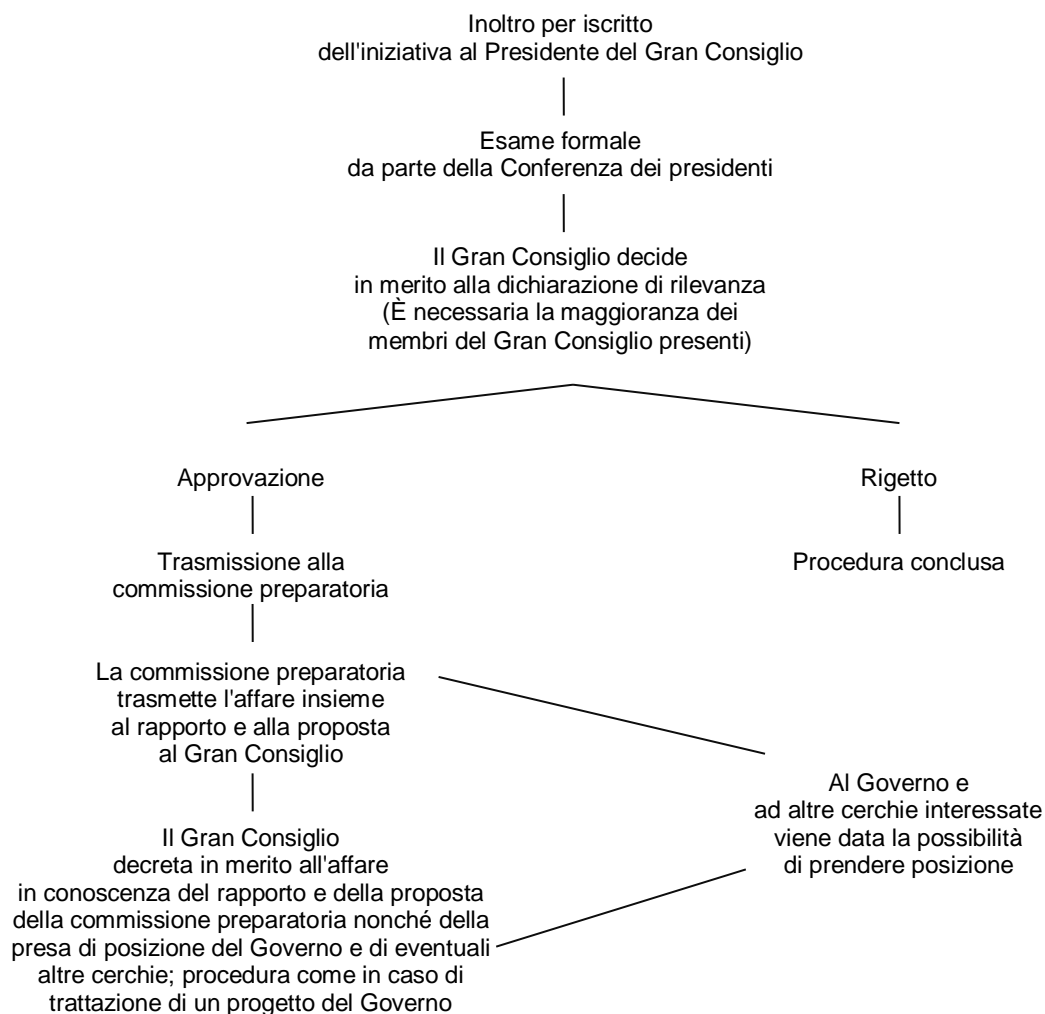 Inoltro per iscritto
dell'iniziativa al Presidente del Gran Consiglio
Esame formale
da parte della Conferenza dei presidenti
Il Gran Consiglio decide
in merito alla dichiarazione di rilevanza
(È necessaria la maggioranza dei
membri del Gran Consiglio presenti)
Approvazione
Rigetto
Trasmissione alla
commissione preparatoria
Procedura conclusa
La commissione preparatoria
trasmette l'affare insieme
al rapporto e alla proposta
al Gran Consiglio
Al Governo e
ad altre cerchie interessate
viene data la possibilità
di prendere posizione
Il Gran Consiglio
decreta in merito all'affare
in conoscenza del rapporto e della proposta
della commissione preparatoria nonché della
presa di posizione del Governo e di eventuali
altre cerchie; procedura come in caso di
trattazione di un progetto del Governo